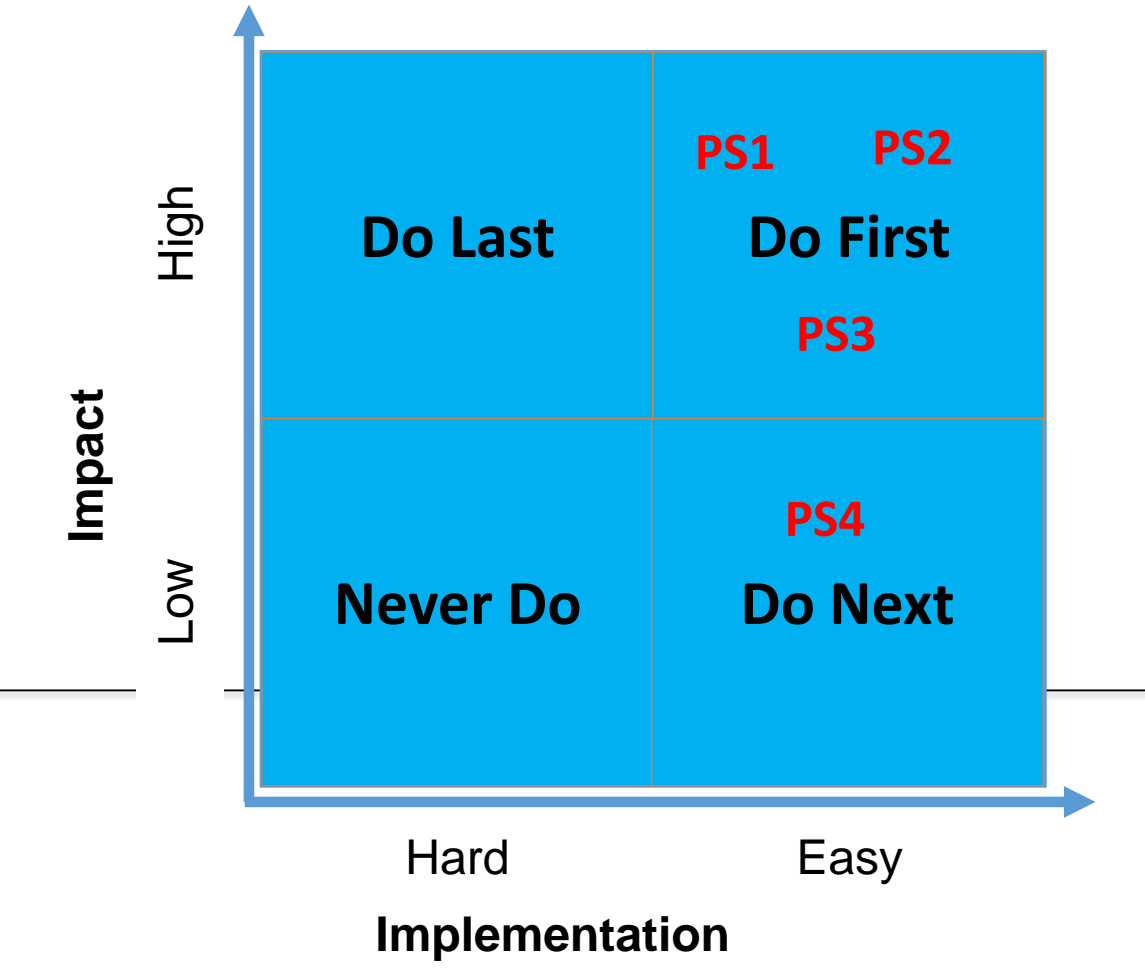 PS1 PS2
High
Do Last Do First
PS3
Impact
PS4
Low
Never Do Do Next
Hard Easy
Implementation